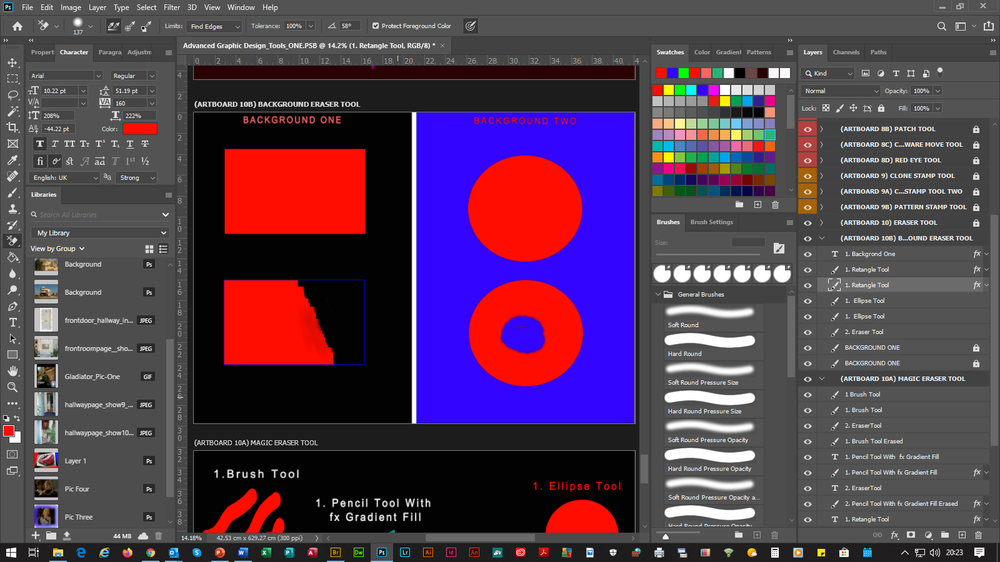 Ps File Edit Image Layer Type Select Filter 3D View Window Help
137 Limits: Find Edges Tolerance: 100% 58° Protect Foreground Color
Advanced Graphic Design_Tools_ONE.PSB @ 14.2% (1. Retangle Tool, RGB/8) *
Properti Character Paragra Adjustm
Arial Regular
10.22 pt 51.19 pt
160
208% 222%
-44.22 pt Color:
English: UK Strong
Libraries
Search All Libraries
My Library
View by Group
Background Ps
Background Ps
frontdoor_hallway_in... JPEG
frontroompage__sho... JPEG
Gladiator_Pic-One GIF
hallwaypage_show9_... JPEG
hallwaypage_show10... JPEG
Layer 1 Ps
Pic Four Ps
Pic Three Ps
44 MB
0 2 4 6 8 10 12 14 16 18 20 22 24 26 28 30 32 34 36 38 40 4
(ARTBOARD 10B) BACKGROUND ERASER TOOL
BACKGROUND ONE
BACKGROUND TWO
(ARTBOARD 10A) MAGIC ERASER TOOL
1.Brush Tool
1. Pencil Tool With
fx Gradient Fill
1. Ellipse Tool
14.18% 42.53 cm x 629.27 cm (300 ppi)
Swatches Color Gradient Patterns
Brushes Brush Settings
Size:
General Brushes
Soft Round
Hard Round
Soft Round Pressure Size
Hard Round Pressure Size
Soft Round Pressure Opacity
Hard Round Pressure Opacity
Soft Round Pressure Opacity a...
Layers Channels Paths
Kind
Normal Opacity: 100%
Lock: Fill: 100%
(ARTBOARD 8B) PATCH TOOL
(ARTBOARD 8C) C...WARE MOVE TOOL
(ARTBOARD 8D) RED EYE TOOL
(ARTBOARD 9) CLONE STAMP TOOL
(ARTBOARD 9A) C...STAMP TOOL TWO
(ARTBOARD 9B) PATTERN STAMP TOOL
(ARTBOARD 10) ERASER TOOL
(ARTBOARD 10B) B...OUND ERASER TOOL
1. Backgrond One fx
1. Retangle Tool fx
1. Retangle Tool fx
1. Ellipse Tool
1. Ellipse Tool
2. Eraser Tool
BACKGROUND ONE
BACKGROUND ONE
(ARTBOARD 10A) MAGIC ERASER TOOL
1 Brush Tool
1. Brush Tool
2. EraserTool
1. Brush Tool Erased
1. Pencil Tool With fx Gradient Fill
1. Pencil Tool With fx Gradient Fill fx
2. EraserTool
2. Pencil Tool With fx Gradient Fill Erased fx
1. Retangle Tool fx
20:23